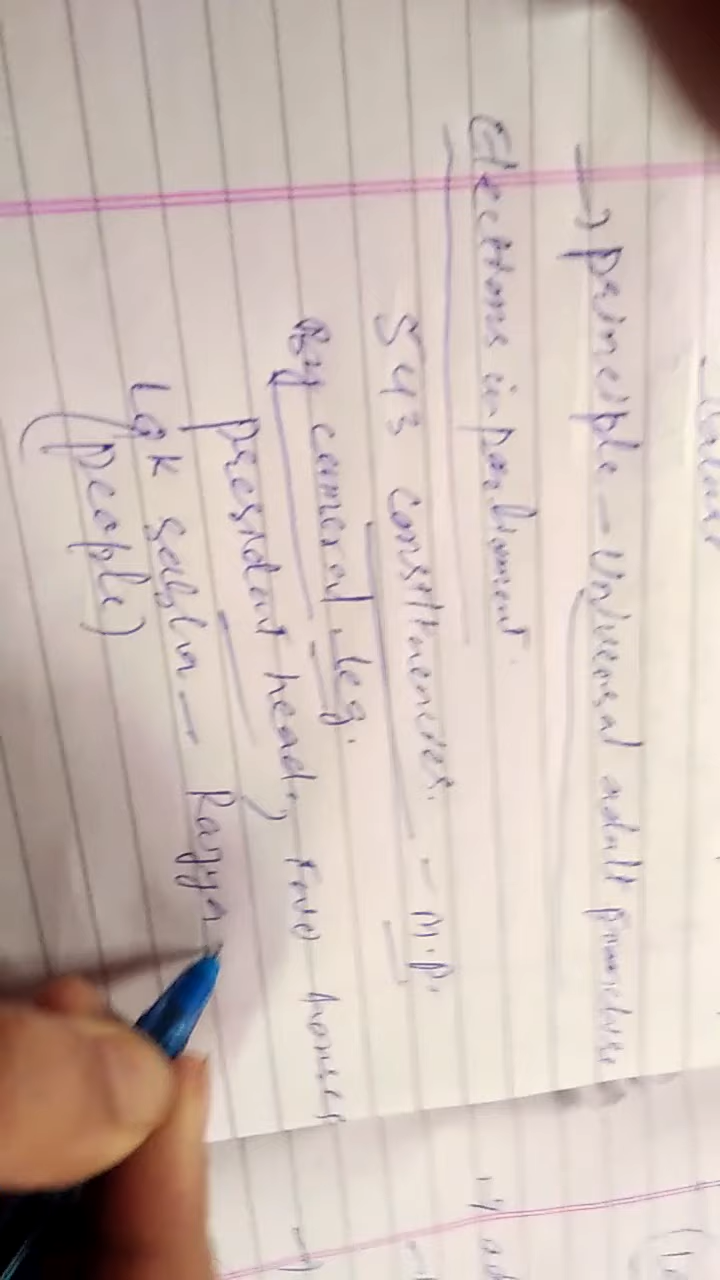 → principle - Universal adult franchise
Elections in parliament.
543 constituencies. - M.P.
By cameral leg.
president head, two houses
Lok sabha - Rajya
(people)